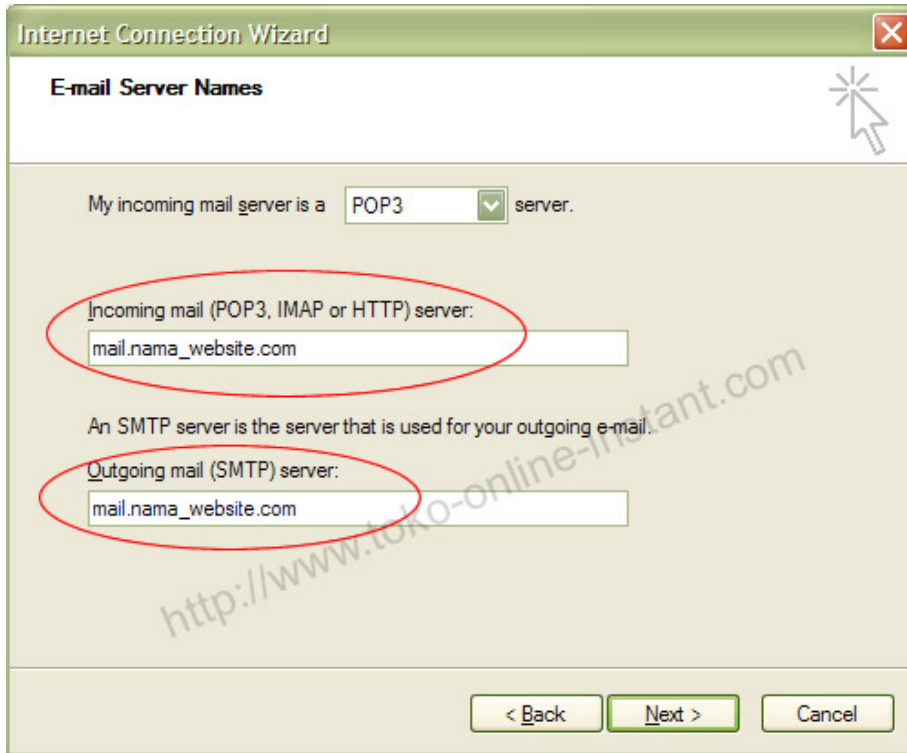 Internet Connection Wizard
E-mail Server Names
My incoming mail server is a POP3 server.
Incoming mail (POP3, IMAP or HTTP) server:
mail.nama_website.com
An SMTP server is the server that is used for your outgoing e-mail.
Outgoing mail (SMTP) server:
mail.nama_website.com
http://www.toko-online-instant.com
< Back Next > Cancel